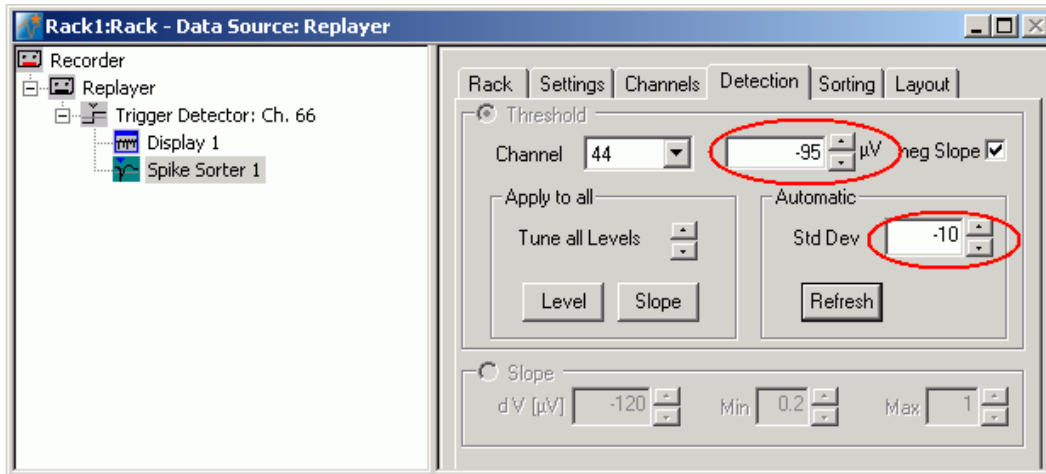 Rack1:Rack - Data Source: Replayer
Recorder
Replayer
Trigger Detector: Ch. 66
Display 1
Spike Sorter 1
Rack Settings Channels Detection Sorting Layout
Threshold
Channel 44 -95 µV neg Slope
Apply to all
Tune all Levels
Level Slope
Automatic
Std Dev -10
Refresh
Slope
dV [µV] -120 Min 0.2 Max 1